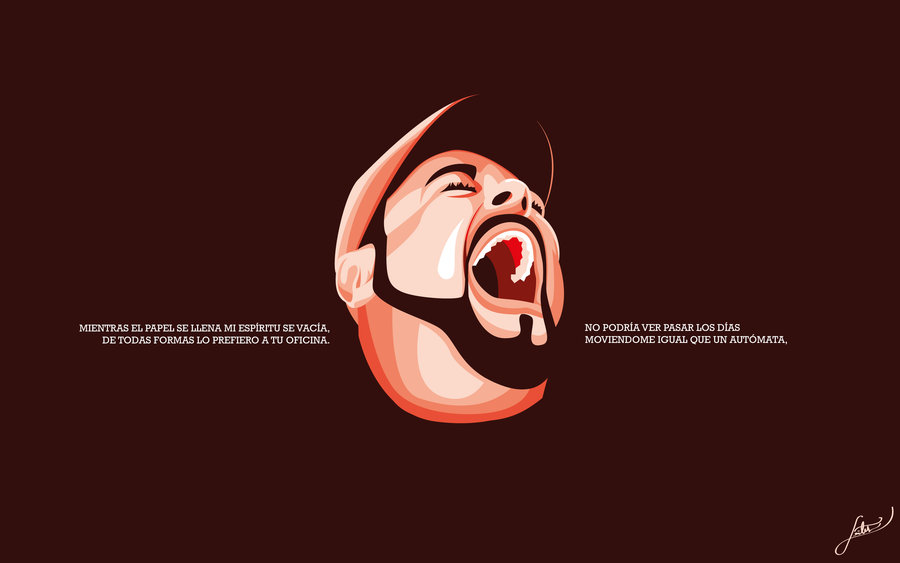 MIENTRAS EL PAPEL SE LLENA MI ESPÍRITU SE VACÍA,
DE TODAS FORMAS LO PREFIERO A TU OFICINA.
NO PODRÍA VER PASAR LOS DÍAS
MOVIENDOME IGUAL QUE UN AUTÓMATA,